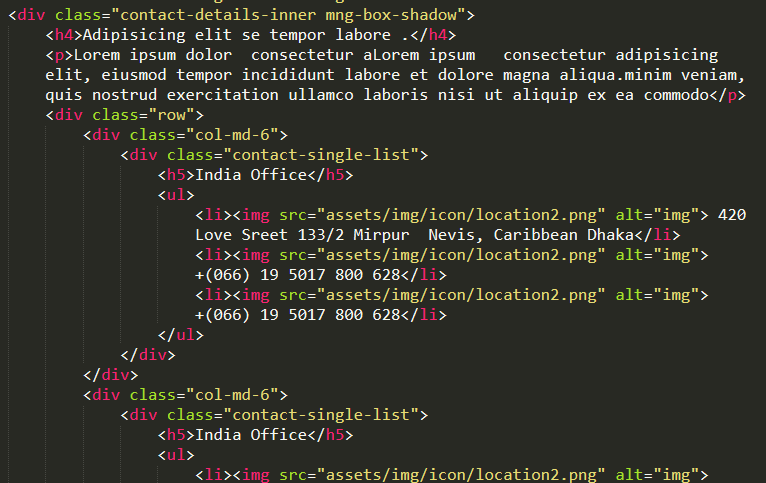 <div class="contact-details-inner mng-box-shadow">
<h4>Adipisicing elit se tempor labore .</h4>
<p>Lorem ipsum dolor  consectetur aLorem ipsum   consectetur adipisicing
elit, eiusmod tempor incididunt labore et dolore magna aliqua.minim veniam,
quis nostrud exercitation ullamco laboris nisi ut aliquip ex ea commodo</p>
<div class="row">
<div class="col-md-6">
<div class="contact-single-list">
<h5>India Office</h5>
<ul>
<li><img src="assets/img/icon/location2.png" alt="img"> 420
Love Sreet 133/2 Mirpur  Nevis, Caribbean Dhaka</li>
<li><img src="assets/img/icon/location2.png" alt="img">
+(066) 19 5017 800 628</li>
<li><img src="assets/img/icon/location2.png" alt="img">
+(066) 19 5017 800 628</li>
</ul>
</div>
</div>
<div class="col-md-6">
<div class="contact-single-list">
<h5>India Office</h5>
<ul>
<li><img src="assets/img/icon/location2.png" alt="img">